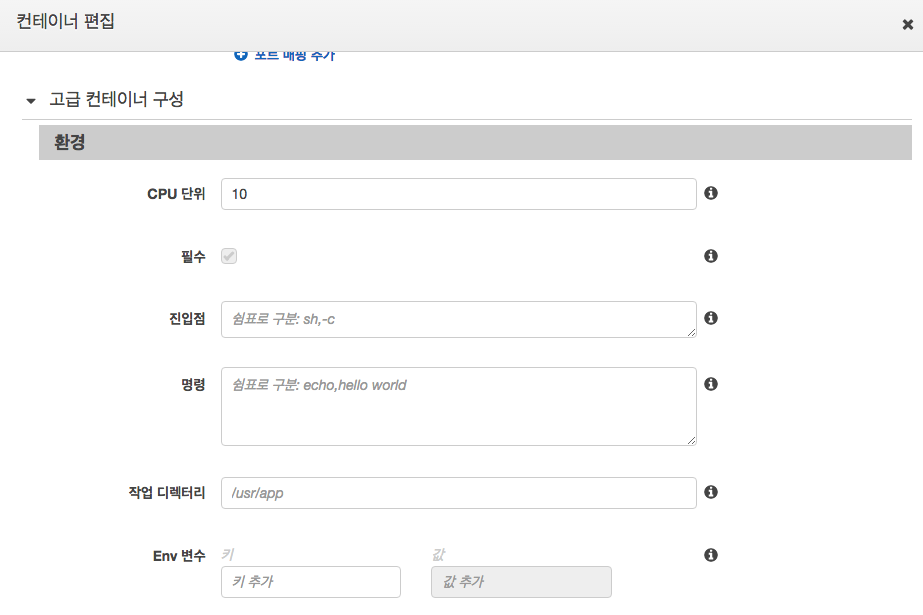 컨테이너 편집
포트 매핑 추가
고급 컨테이너 구성
환경
CPU 단위 10
필수
진입점 쉼표로 구분: sh,-c
명령 쉼표로 구분: echo,hello world
작업 디렉터리 /usr/app
Env 변수 키 값
키 추가 값 추가